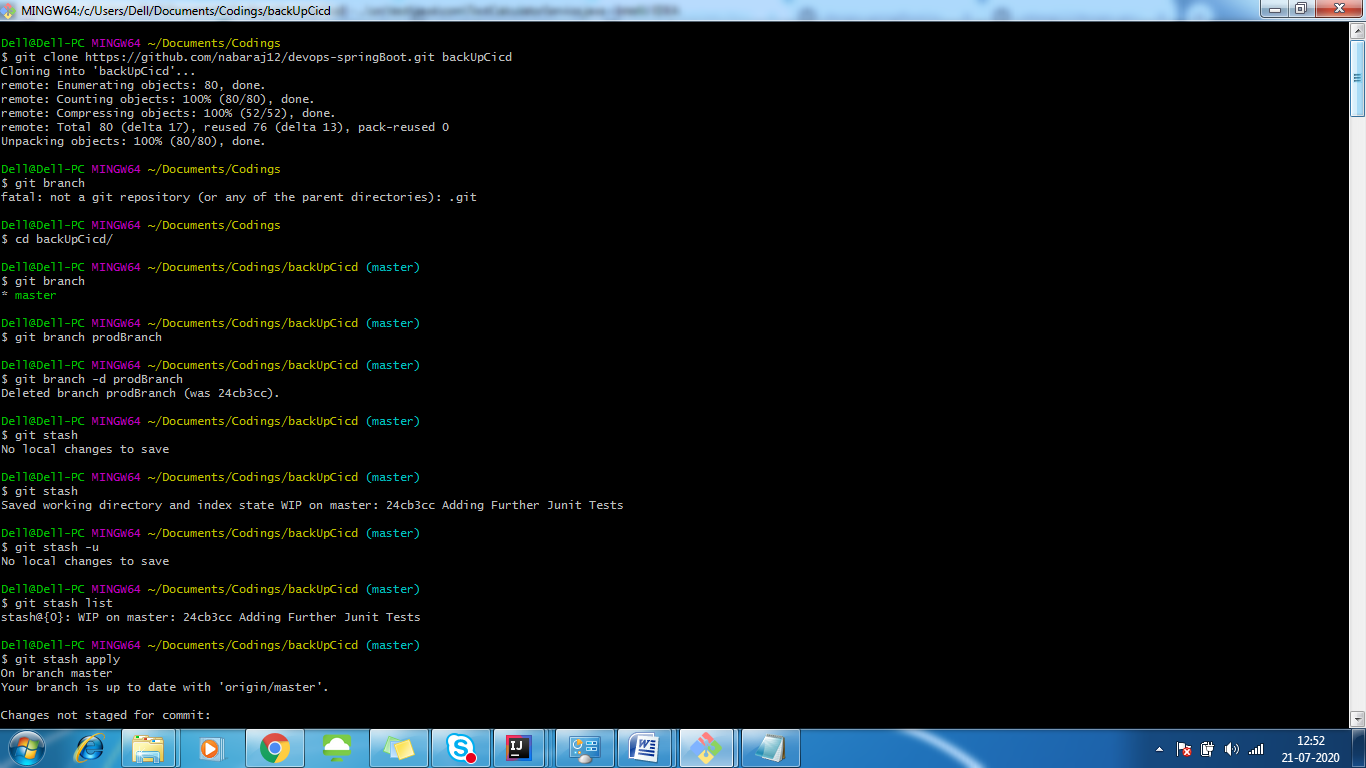 MINGW64:/c/Users/Dell/Documents/Codings/backUpCicd
Dell@Dell-PC MINGW64 ~/Documents/Codings
$ git clone https://github.com/nabaraj12/devops-springBoot.git backUpCicd
Cloning into 'backUpCicd'...
remote: Enumerating objects: 80, done.
remote: Counting objects: 100% (80/80), done.
remote: Compressing objects: 100% (52/52), done.
remote: Total 80 (delta 17), reused 76 (delta 13), pack-reused 0
Unpacking objects: 100% (80/80), done.
Dell@Dell-PC MINGW64 ~/Documents/Codings
$ git branch
fatal: not a git repository (or any of the parent directories): .git
Dell@Dell-PC MINGW64 ~/Documents/Codings
$ cd backUpCicd/
Dell@Dell-PC MINGW64 ~/Documents/Codings/backUpCicd (master)
$ git branch
* master
Dell@Dell-PC MINGW64 ~/Documents/Codings/backUpCicd (master)
$ git branch prodBranch
Dell@Dell-PC MINGW64 ~/Documents/Codings/backUpCicd (master)
$ git branch -d prodBranch
Deleted branch prodBranch (was 24cb3cc).
Dell@Dell-PC MINGW64 ~/Documents/Codings/backUpCicd (master)
$ git stash
No local changes to save
Dell@Dell-PC MINGW64 ~/Documents/Codings/backUpCicd (master)
$ git stash
Saved working directory and index state WIP on master: 24cb3cc Adding Further Junit Tests
Dell@Dell-PC MINGW64 ~/Documents/Codings/backUpCicd (master)
$ git stash -u
No local changes to save
Dell@Dell-PC MINGW64 ~/Documents/Codings/backUpCicd (master)
$ git stash list
stash@{0}: WIP on master: 24cb3cc Adding Further Junit Tests
Dell@Dell-PC MINGW64 ~/Documents/Codings/backUpCicd (master)
$ git stash apply
On branch master
Your branch is up to date with 'origin/master'.
Changes not staged for commit:
12:52
21-07-2020